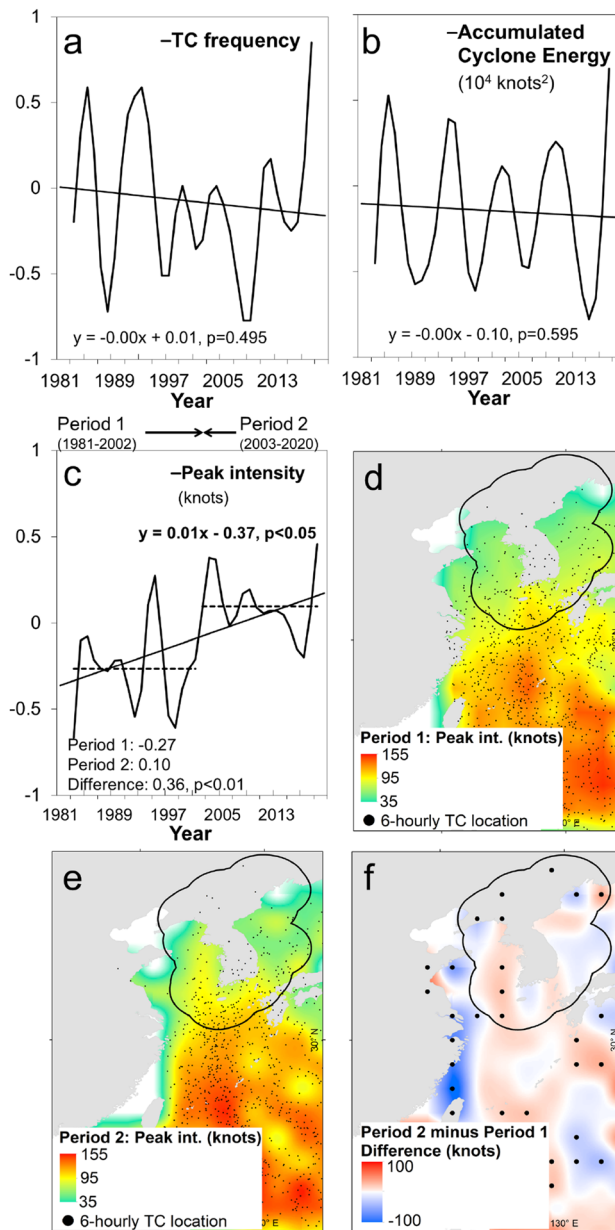 a
–TC frequency
1
0.5
0
-0.5
-1
y = -0.00x + 0.01, p=0.495
1981 1989 1997 2005 2013
Year
b
–Accumulated
Cyclone Energy
(10⁴ knots²)
y = -0.00x - 0.10, p=0.595
1981 1989 1997 2005 2013
Year
Period 1
(1981-2002)
Period 2
(2003-2020)
c
–Peak intensity
(knots)
y = 0.01x - 0.37, p<0.05
1
0.5
0
-0.5
-1
Period 1: -0.27
Period 2: 0.10
Difference: 0.36, p<0.01
1981 1989 1997 2005 2013
Year
d
Period 1: Peak int. (knots)
155
95
35
6-hourly TC location
0° E
e
30° N
Period 2: Peak int. (knots)
155
95
35
6-hourly TC location
0° E
f
30° N
Period 2 minus Period 1
Difference (knots)
100
-100
130° E